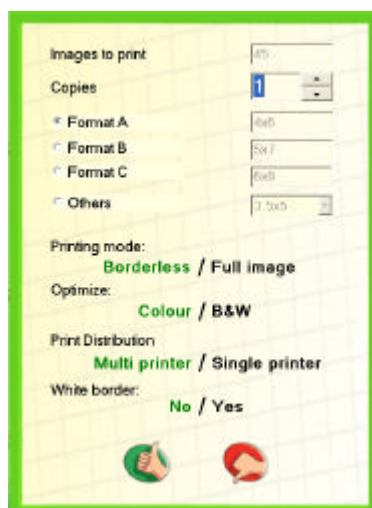 Images to print 45
Copies 1
Format A 4x6
Format B 5x7
Format C 6x8
Others 3.5x5
Printing mode:
Borderless / Full image
Optimize:
Colour / B&W
Print Distribution
Multi printer / Single printer
White border:
No / Yes